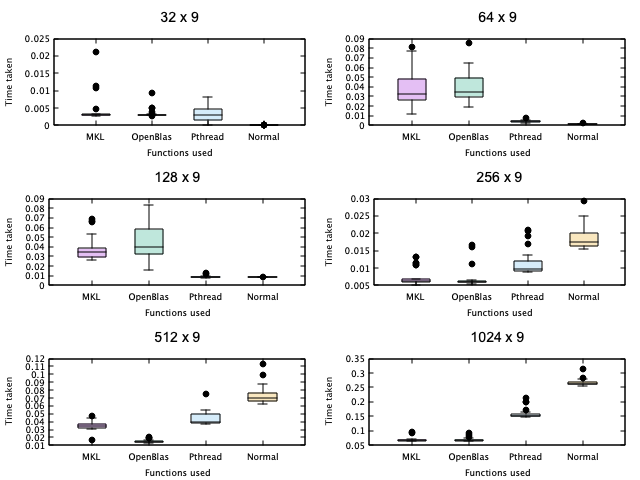 32 x 9
Time taken
0.025
0.02
0.015
0.01
0.005
0
MKL OpenBlas Pthread Normal
Functions used
64 x 9
Time taken
0.09
0.08
0.07
0.06
0.05
0.04
0.03
0.02
0.01
0
MKL OpenBlas Pthread Normal
Functions used
128 x 9
Time taken
0.09
0.08
0.07
0.06
0.05
0.04
0.03
0.02
0.01
0
MKL OpenBlas Pthread Normal
Functions used
256 x 9
Time taken
0.03
0.025
0.02
0.015
0.01
0.005
MKL OpenBlas Pthread Normal
Functions used
512 x 9
Time taken
0.12
0.11
0.1
0.09
0.08
0.07
0.06
0.05
0.04
0.03
0.02
0.01
MKL OpenBlas Pthread Normal
Functions used
1024 x 9
Time taken
0.35
0.3
0.25
0.2
0.15
0.1
0.05
MKL OpenBlas Pthread Normal
Functions used